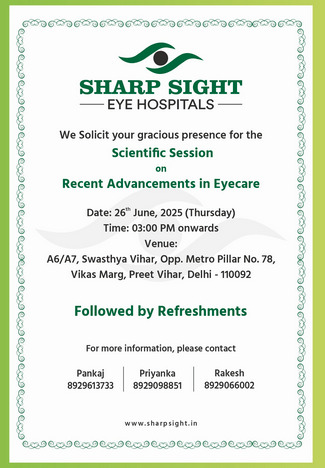 SHARP SIGHT
EYE HOSPITALS
We Solicit your gracious presence for the
Scientific Session
on
Recent Advancements in Eyecare
Date: 26th June, 2025 (Thursday)
Time: 03:00 PM onwards
Venue:
A6/A7, Swasthya Vihar, Opp. Metro Pillar No. 78,
Vikas Marg, Preet Vihar, Delhi - 110092
Followed by Refreshments
For more information, please contact
Pankaj Priyanka Rakesh
8929613733 8929098851 8929066002
www.sharpsight.in